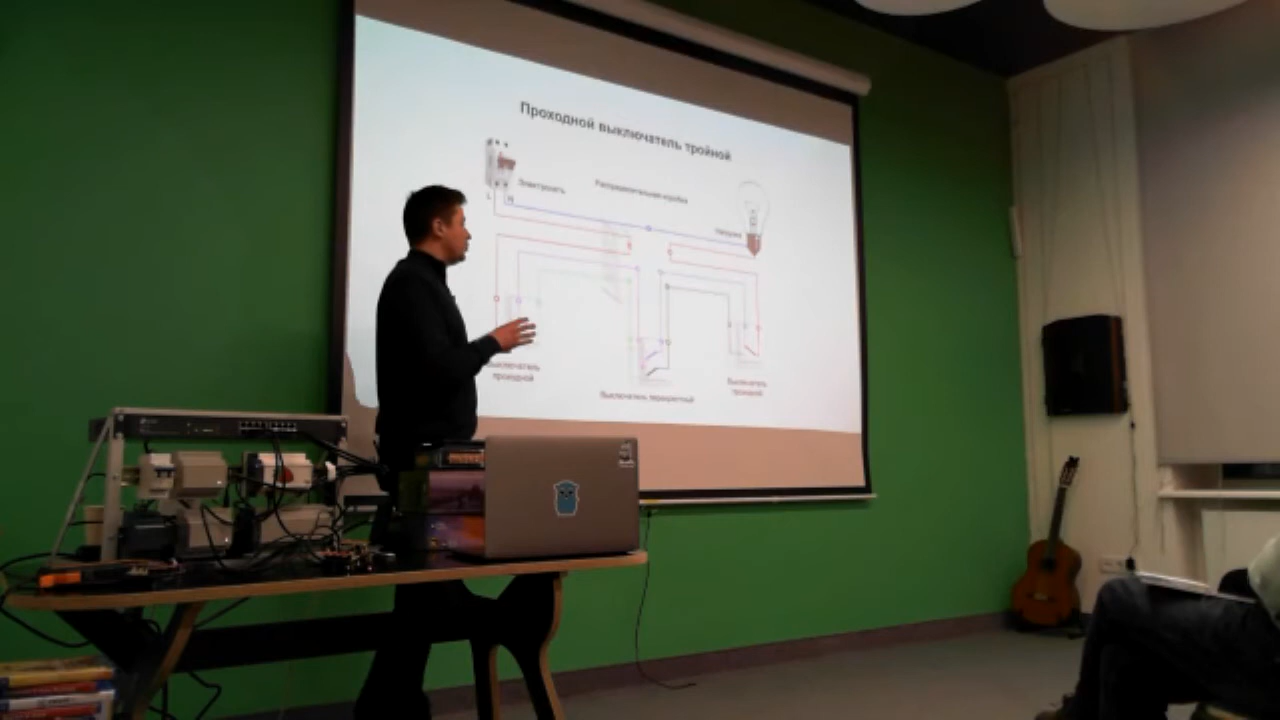 Проходной выключатель тройной
Электросеть
Распределительная коробка
L
N
Нагрузка
Выключатель
проходной
Выключатель перекрестный
Выключатель
проходной